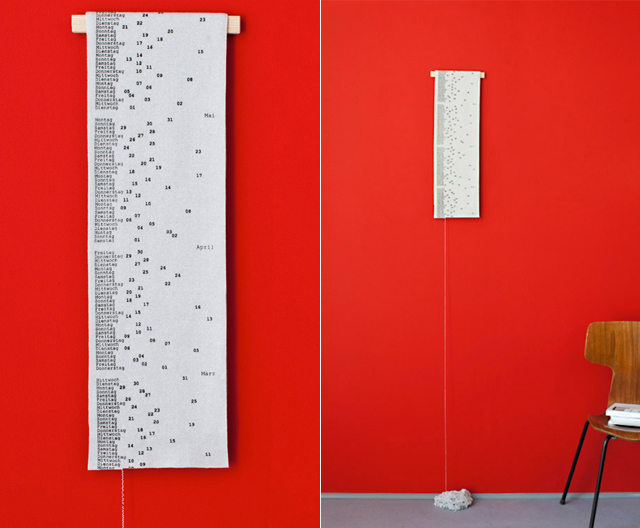 Donnerstag 24
Mittwoch 23
Dienstag 22
Montag 21
Sonntag 20
Samstag 19
Freitag 18
Donnerstag 17
Mittwoch 16
Dienstag 15
Montag 14
Sonntag 13
Samstag 12
Freitag 11
Donnerstag 10
Mittwoch 09
Dienstag 08
Montag 07
Sonntag 06
Samstag 05
Freitag 04
Donnerstag 03
Mittwoch 02
Dienstag 01
Mai
Montag 31
Sonntag 30
Samstag 29
Freitag 28
Donnerstag 27
Mittwoch 26
Dienstag 25
Montag 24
Sonntag 23
Samstag 22
Freitag 21
Donnerstag 20
Mittwoch 19
Dienstag 18
Montag 17
Sonntag 16
Samstag 15
Freitag 14
Donnerstag 13
Mittwoch 12
Dienstag 11
Montag 10
Sonntag 09
Samstag 08
Freitag 07
Donnerstag 06
Mittwoch 05
Dienstag 04
Montag 03
Sonntag 02
Samstag 01
April
Freitag 30
Donnerstag 29
Mittwoch 28
Dienstag 27
Montag 26
Sonntag 25
Samstag 24
Freitag 23
Donnerstag 22
Mittwoch 21
Dienstag 20
Montag 19
Sonntag 18
Samstag 17
Freitag 16
Donnerstag 15
Mittwoch 14
Dienstag 13
Montag 12
Sonntag 11
Samstag 10
Freitag 09
Donnerstag 08
Mittwoch 07
Dienstag 06
Montag 05
Sonntag 04
Samstag 03
Freitag 02
Donnerstag 01
März
Mittwoch 31
Dienstag 30
Montag 29
Sonntag 28
Samstag 27
Freitag 26
Donnerstag 25
Mittwoch 24
Dienstag 23
Montag 22
Sonntag 21
Samstag 20
Freitag 19
Donnerstag 18
Mittwoch 17
Dienstag 16
Montag 15
Sonntag 14
Samstag 13
Freitag 12
Donnerstag 11
Mittwoch 10
Dienstag 09
Montag